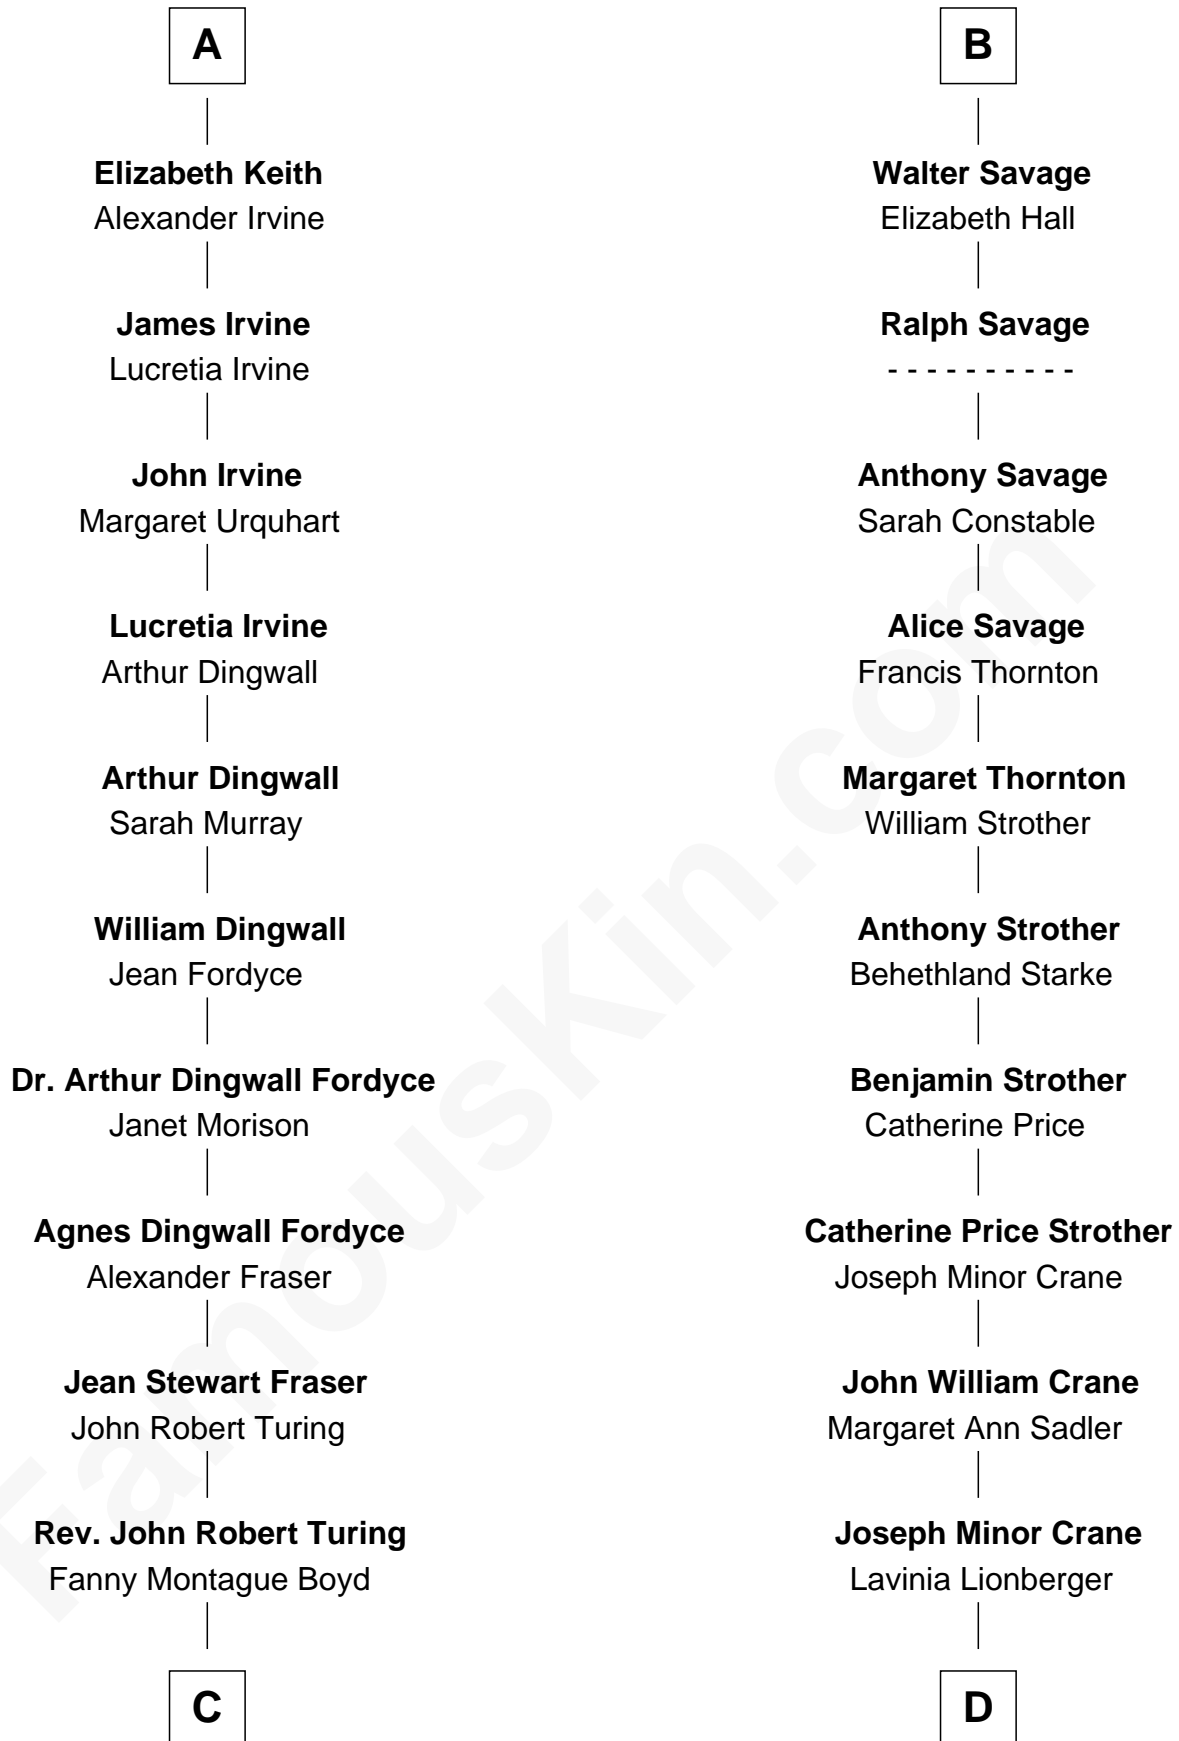 A
Elizabeth Keith
Alexander Irvine
James Irvine
Lucretia Irvine
John Irvine
Margaret Urquhart
Lucretia Irvine
Arthur Dingwall
Arthur Dingwall
Sarah Murray
William Dingwall
Jean Fordyce
Dr. Arthur Dingwall Fordyce
Janet Morison
Agnes Dingwall Fordyce
Alexander Fraser
Jean Stewart Fraser
John Robert Turing
Rev. John Robert Turing
Fanny Montague Boyd
C
B
Walter Savage
Elizabeth Hall
Ralph Savage
- - - - - - - - - -
Anthony Savage
Sarah Constable
Alice Savage
Francis Thornton
Margaret Thornton
William Strother
Anthony Strother
Behethland Starke
Benjamin Strother
Catherine Price
Catherine Price Strother
Joseph Minor Crane
John William Crane
Margaret Ann Sadler
Joseph Minor Crane
Lavinia Lionberger
D
FamousKin.com